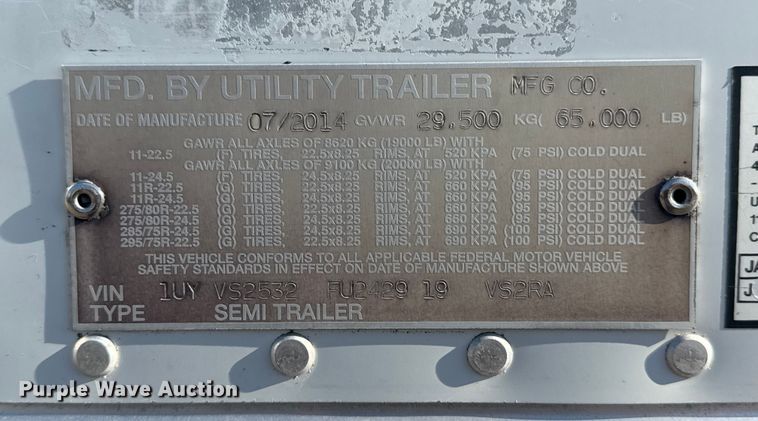 MFD. BY UTILITY TRAILER MFG CO.
DATE OF MANUFACTURE 07/2014 GVWR 29.500 KG( 65.000 LB)
GAWR ALL AXLES OF 8620 KG (19000 LB) WITH
11-22.5 (F) TIRES, 22.5x8.25 RIMS, AT 520 KPA (75 PSI) COLD DUAL
GAWR ALL AXLES OF 9100 KG (20000 LB) WITH
11-24.5 (F) TIRES, 24.5x8.25 RIMS, AT 520 KPA (75 PSI) COLD DUAL
11R-22.5 (G) TIRES, 22.5x8.25 RIMS, AT 660 KPA (95 PSI) COLD DUAL
11R-24.5 (G) TIRES, 24.5x8.25 RIMS, AT 660 KPA (95 PSI) COLD DUAL
275/80R-22.5 (G) TIRES, 22.5x8.25 RIMS, AT 660 KPA (95 PSI) COLD DUAL
275/80R-24.5 (G) TIRES, 24.5x8.25 RIMS, AT 660 KPA (95 PSI) COLD DUAL
285/75R-24.5 (G) TIRES, 24.5x8.25 RIMS, AT 690 KPA (100 PSI) COLD DUAL
295/75R-22.5 (G) TIRES, 22.5x8.25 RIMS, AT 690 KPA (100 PSI) COLD DUAL
THIS VEHICLE CONFORMS TO ALL APPLICABLE FEDERAL MOTOR VEHICLE
SAFETY STANDARDS IN EFFECT ON DATE OF MANUFACTURE SHOWN ABOVE
VIN 1UY VS2532 FU2429 19 VS2RA
TYPE SEMI TRAILER
Purple Wave Auction